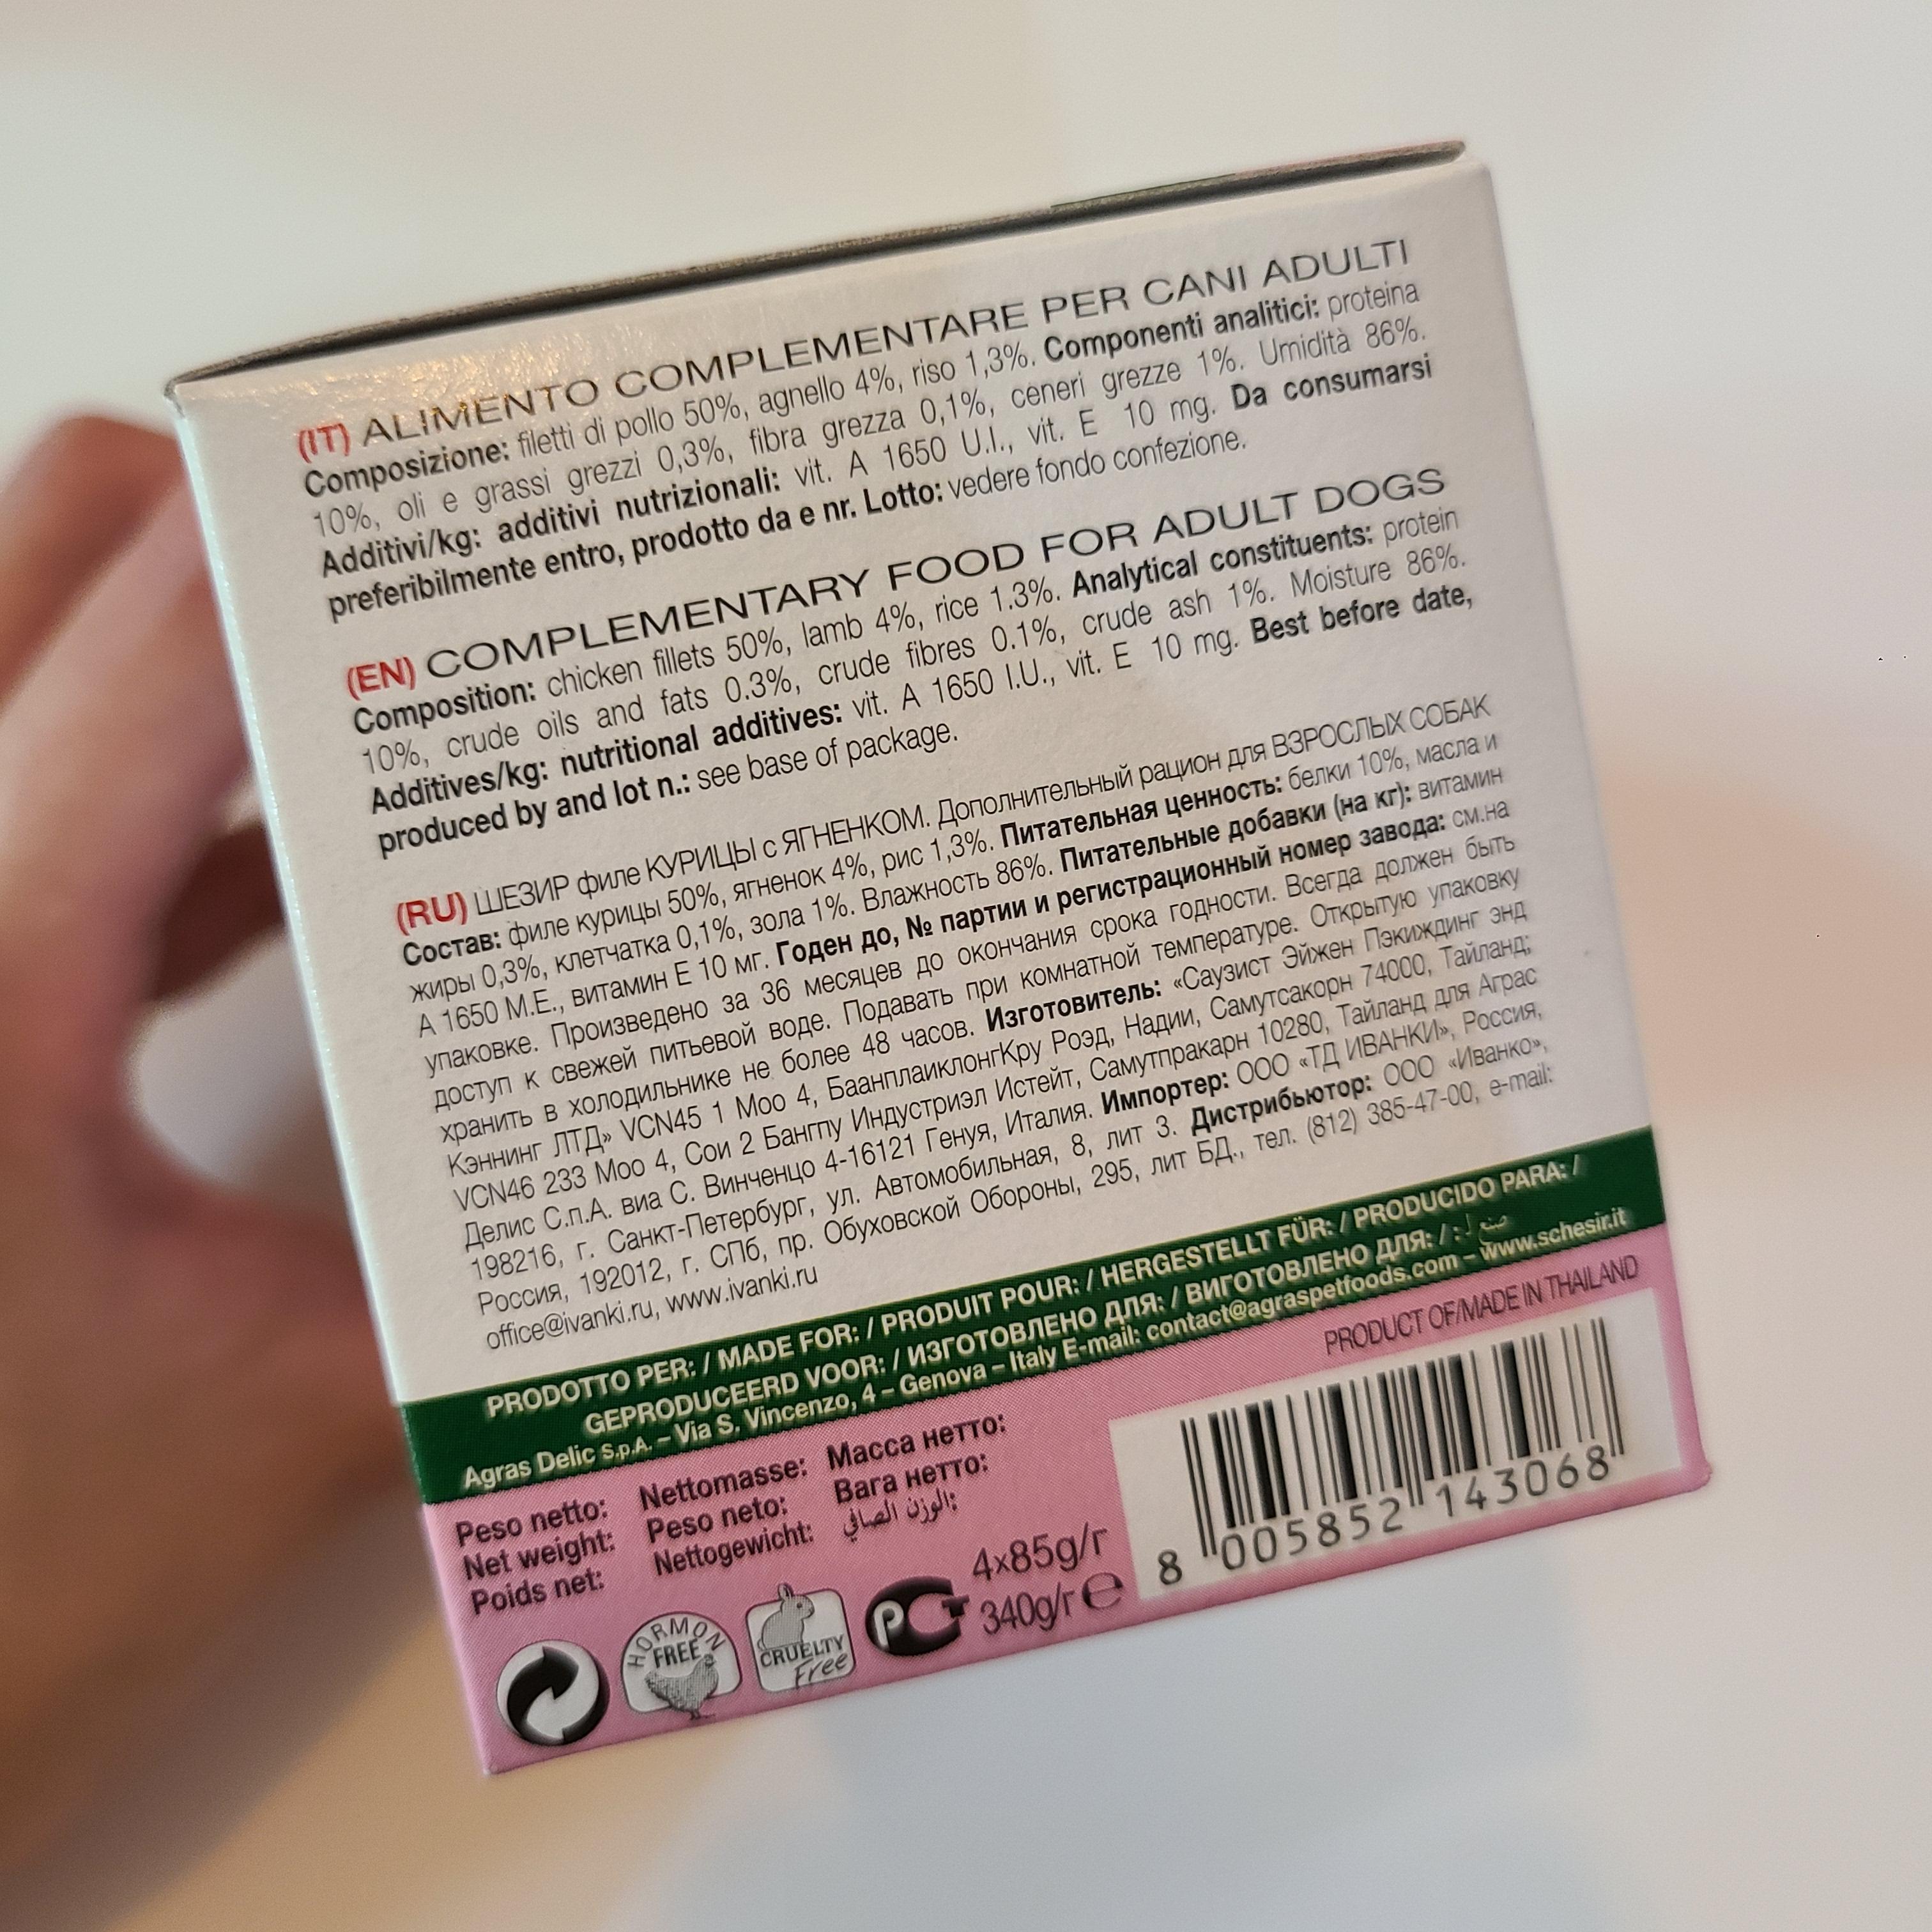 (IT) ALIMENTO COMPLEMENTARE PER CANI ADULTI
Composizione: filetti di pollo 50%, agnello 4%, riso 1,3%. Componenti analitici: proteina
10%, oli e grassi grezzi 0,3%, fibra grezza 0,1%, ceneri grezze 1%. Umidità 86%.
Additivi/kg: additivi nutrizionali: vit. A 1650 U.I., vit. E 10 mg. Da consumarsi
preferibilmente entro, prodotto da e nr. Lotto: vedere fondo confezione.
(EN) COMPLEMENTARY FOOD FOR ADULT DOGS
Composition: chicken fillets 50%, lamb 4%, rice 1.3%. Analytical constituents: protein
10%, crude oils and fats 0.3%, crude fibres 0.1%, crude ash 1%. Moisture 86%.
Additives/kg: nutritional additives: vit. A 1650 I.U., vit. E 10 mg. Best before date,
produced by and lot n.: see base of package.
(RU) ШЕЗИР филе КУРИЦЫ с ЯГНЕНКОМ. Дополнительный рацион для ВЗРОСЛЫХ СОБАК
Состав: филе курицы 50%, ягненок 4%, рис 1,3%. Питательная ценность: белки 10%, масла и
жиры 0,3%, клетчатка 0,1%, зола 1%. Влажность 86%. Питательные добавки (на кг): витамин
А 1650 М.Е., витамин Е 10 мг. Годен до, № партии и регистрационный номер завода: см.на
упаковке. Произведено за 36 месяцев до окончания срока годности. Всегда должен быть
доступ к свежей питьевой воде. Подавать при комнатной температуре. Открытую упаковку
хранить в холодильнике не более 48 часов. Изготовитель: «Саузист Эйжен Пэкиждинг энд
Кэннинг ЛТД» VCN45 1 Моо 4, БаанплаиклонгКру Роэд, Надии, Самутсакорн 74000, Тайланд;
VCN46 233 Моо 4, Сои 2 Бангпу Индустриэл Истейт, Самутпракарн 10280, Тайланд для Аграс
Делис С.п.А. виа С. Винченцо 4-16121 Генуя, Италия. Импортер: ООО «ТД ИВАНКИ», Россия,
198216, г. Санкт-Петербург, ул. Автомобильная, 8, лит 3. Дистрибьютор: ООО «Иванко»,
Россия, 192012, г. СПб, пр. Обуховской Обороны, 295, лит БД., тел. (812) 385-47-00, e-mail:
office@ivanki.ru, www.ivanki.ru
PRODOTTO PER: / MADE FOR: / PRODUIT POUR: / HERGESTELLT FÜR: / PRODUCIDO PARA: /
GEPRODUCEERD VOOR: / ИЗГОТОВЛЕНО ДЛЯ: / ВИГОТОВЛЕНО ДЛЯ: / صنع لـ:
Agras Delic S.p.A. – Via S. Vincenzo, 4 – Genova – Italy E-mail: contact@agraspetfoods.com – www.schesir.it
PRODUCT OF/MADE IN THAILAND
Peso netto: Nettomasse: Масса нетто:
Net weight: Peso neto: Вага нетто:
Poids net: Nettogewicht: الوزن الصافي:
4x85g/г
340g/г e
HORMON
FREE
CRUELTY
Free
РСТ
8 005852 143068